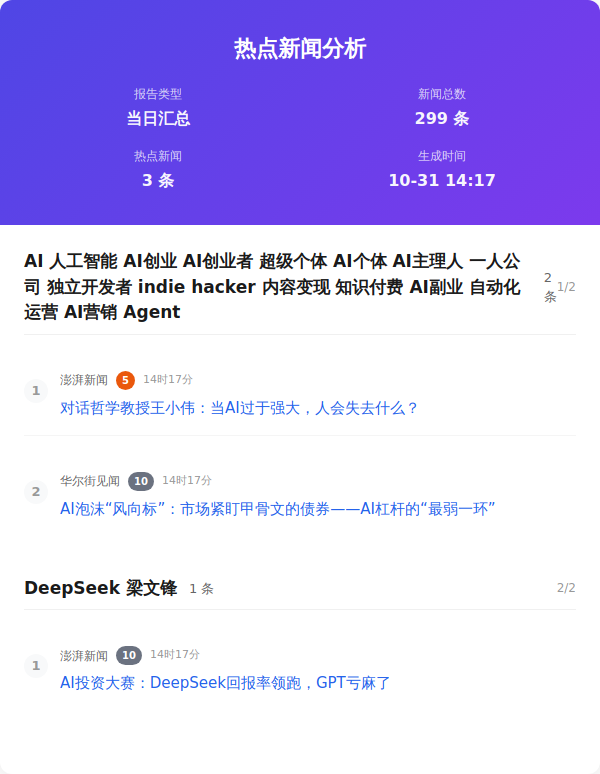 热点新闻分析
报告类型
新闻总数
当日汇总
299 条
热点新闻
生成时间
3 条
10-31 14:17
AI 人工智能 AI创业 AI创业者 超级个体 AI个体 AI主理人 一人公
司 独立开发者 indie hacker 内容变现 知识付费 AI副业 自动化
运营 AI营销 Agent
2
条
1/2
1
澎湃新闻 5 14时17分
对话哲学教授王小伟：当AI过于强大，人会失去什么？
2
华尔街见闻 10 14时17分
AI泡沫“风向标”：市场紧盯甲骨文的债券——AI杠杆的“最弱一环”
DeepSeek 梁文锋 1 条 2/2
1
澎湃新闻 10 14时17分
AI投资大赛：DeepSeek回报率领跑，GPT亏麻了